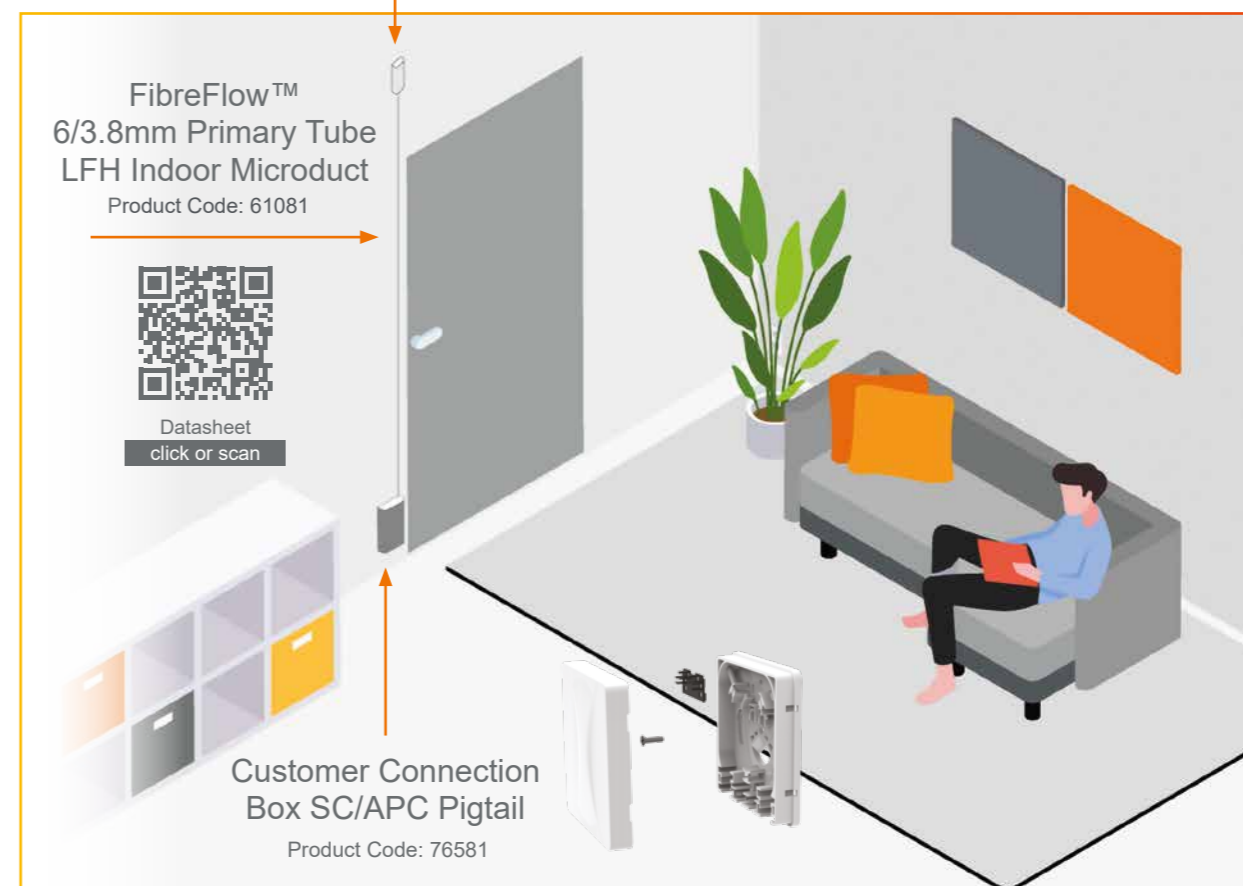 FibreFlow™
6/3.8mm Primary Tube
LFH Indoor Microduct
Product Code: 61081
Datasheet
click or scan
Customer Connection
Box SC/APC Pigtail
Product Code: 76581